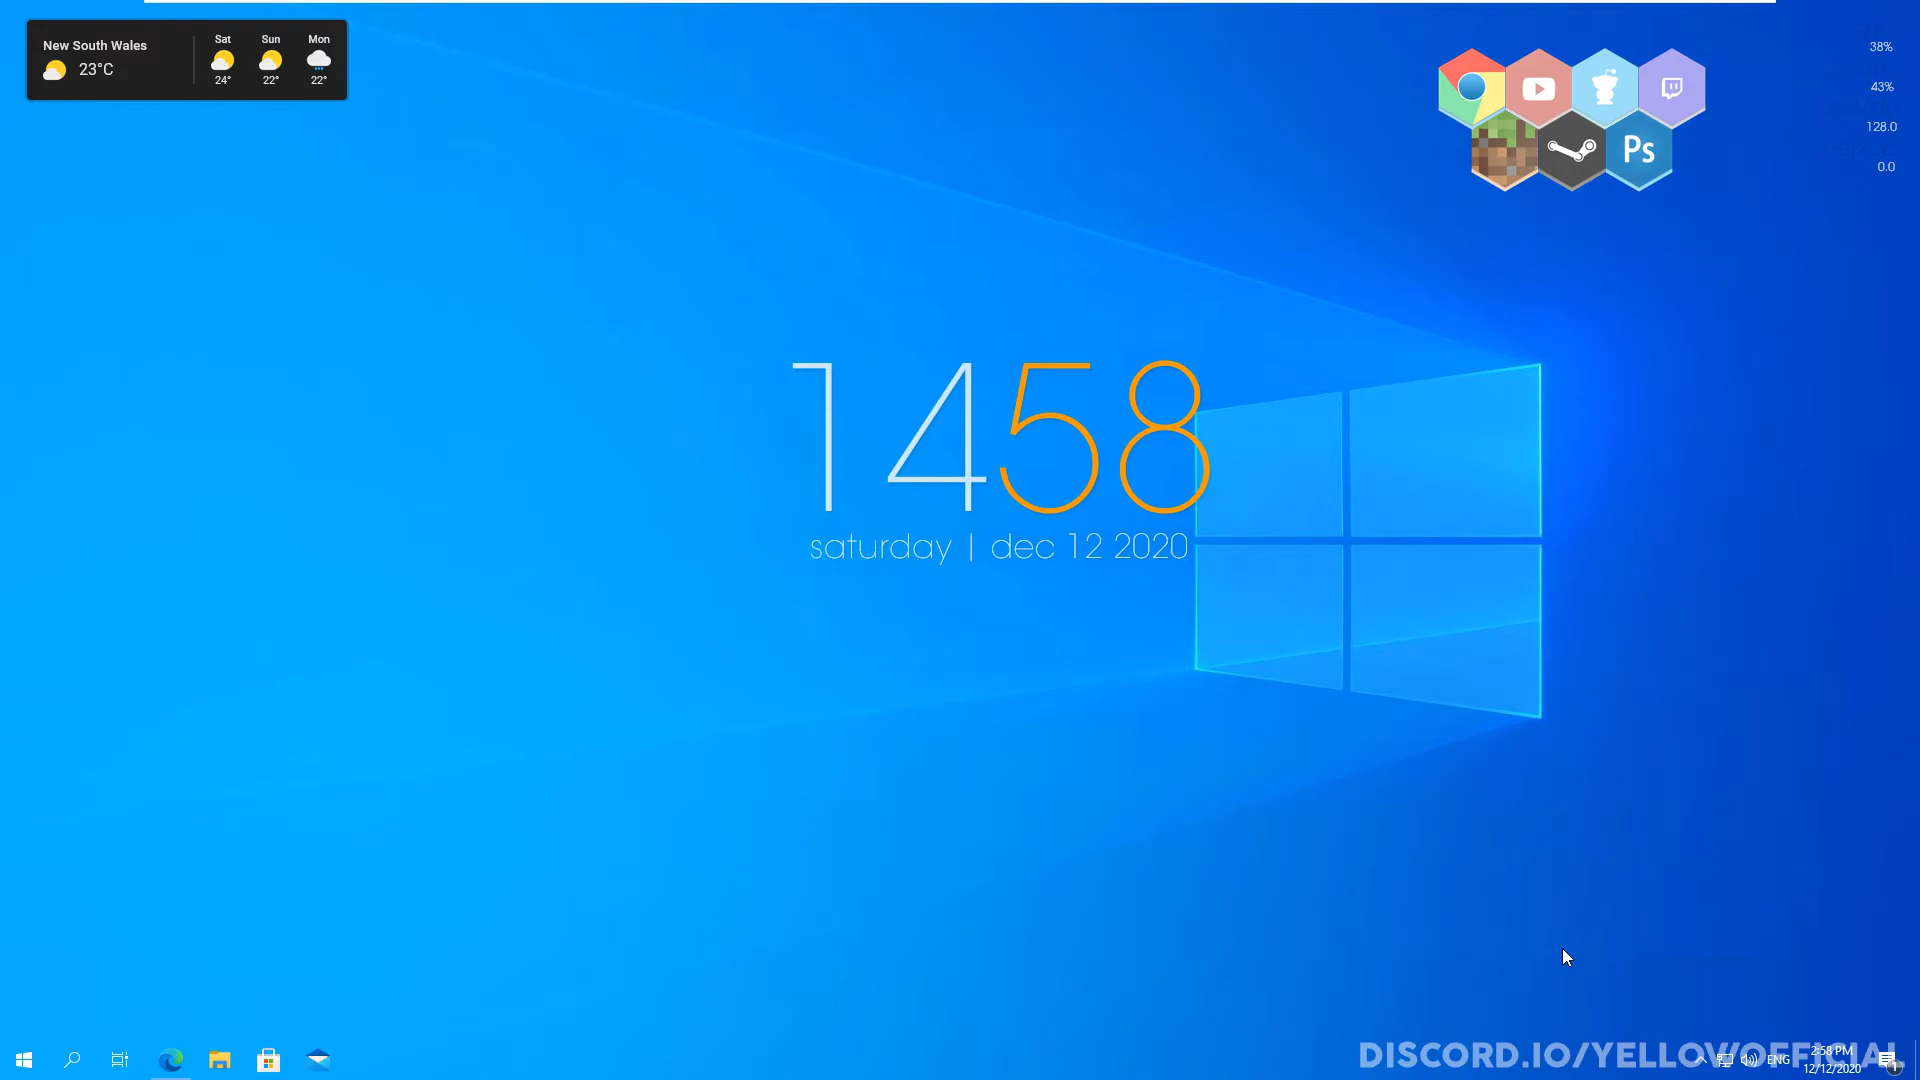 New South Wales
23°C
Sat Sun Mon
24° 22° 22°
38%
43%
128.0
0.0
Ps
1458
saturday | dec 12 2020
DISCORD.IO/YELLOWOFFICIAL
ENG
2:58 PM
12/12/2020
1